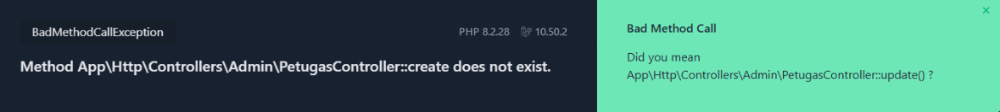 BadMethodCallException
PHP 8.2.28 10.50.2
Method App\Http\Controllers\Admin\PetugasController::create does not exist.
×
Bad Method Call
Did you mean
App\Http\Controllers\Admin\PetugasController::update() ?